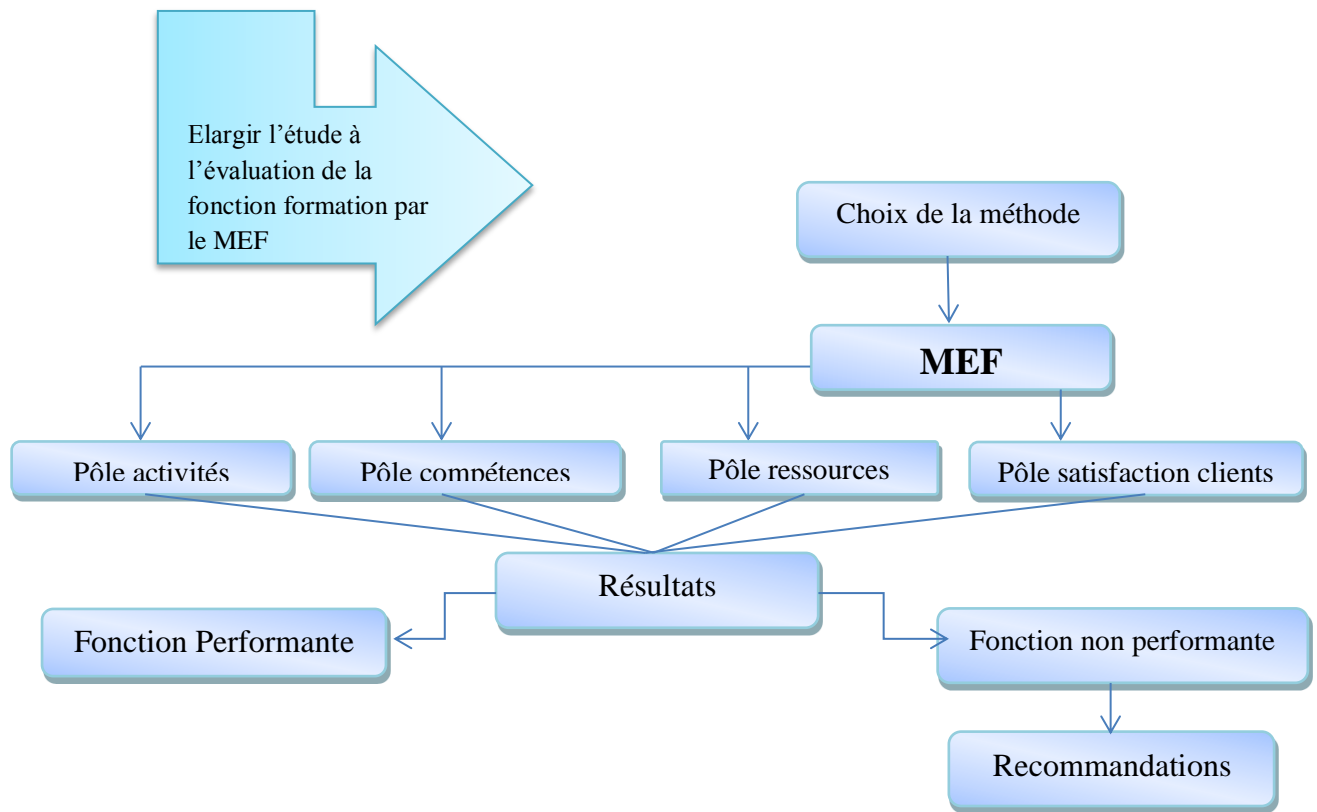 Elargir l’étude à
l’évaluation de la
fonction formation par
le MEF
Choix de la méthode
MEF
Pôle activités
Pôle compétences
Pôle ressources
Pôle satisfaction clients
Résultats
Fonction Performante
Fonction non performante
Recommandations